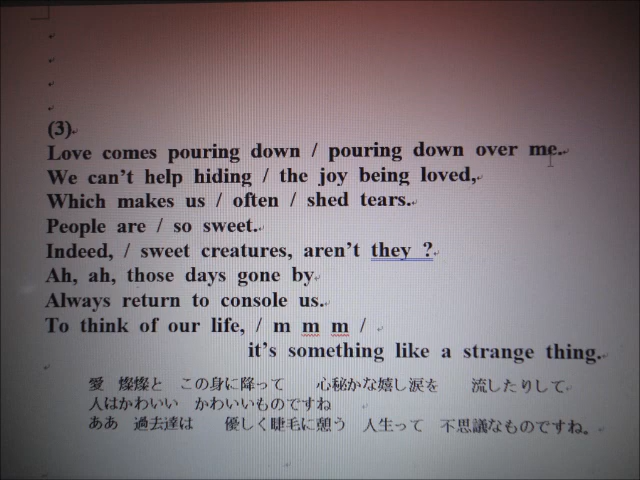 (3)
Love comes pouring down / pouring down over me.
We can't help hiding / the joy being loved,
Which makes us / often / shed tears.
People are / so sweet.
Indeed, / sweet creatures, aren't they ?
Ah, ah, those days gone by
Always return to console us.
To think of our life, / m m m /
it's something like a strange thing.
愛 燦燦と この身に降って 心秘かな嬉し涙を 流したりして
人はかわいい かわいいものですね
ああ 過去達は 優しく睫毛に憩う 人生って 不思議なものですね。